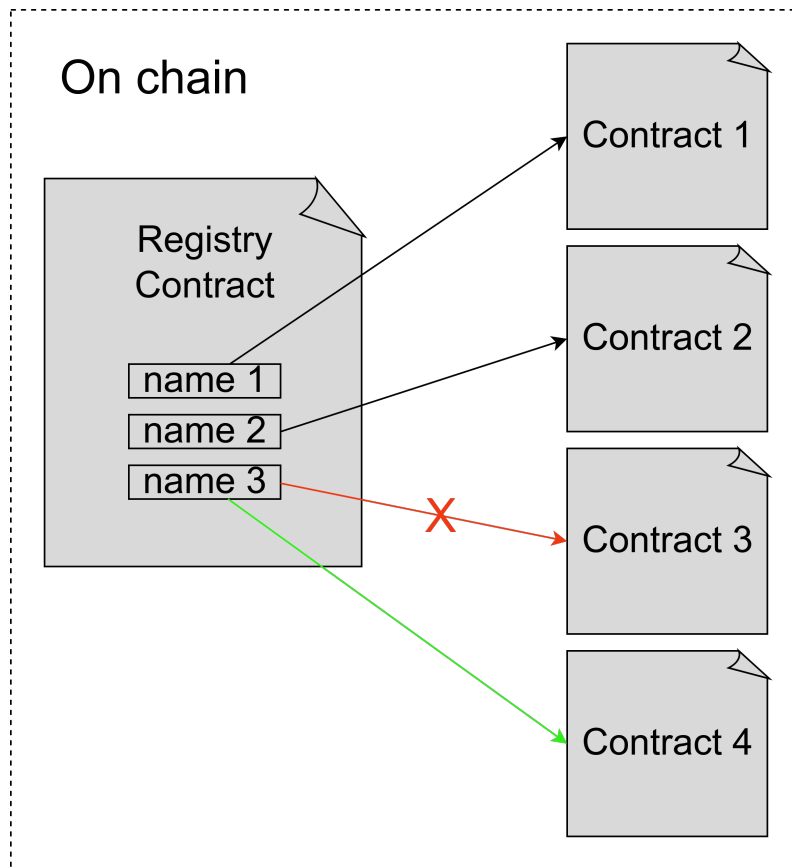 On chain
Registry
Contract
name 1
name 2
name 3
X
Contract 1
Contract 2
Contract 3
Contract 4